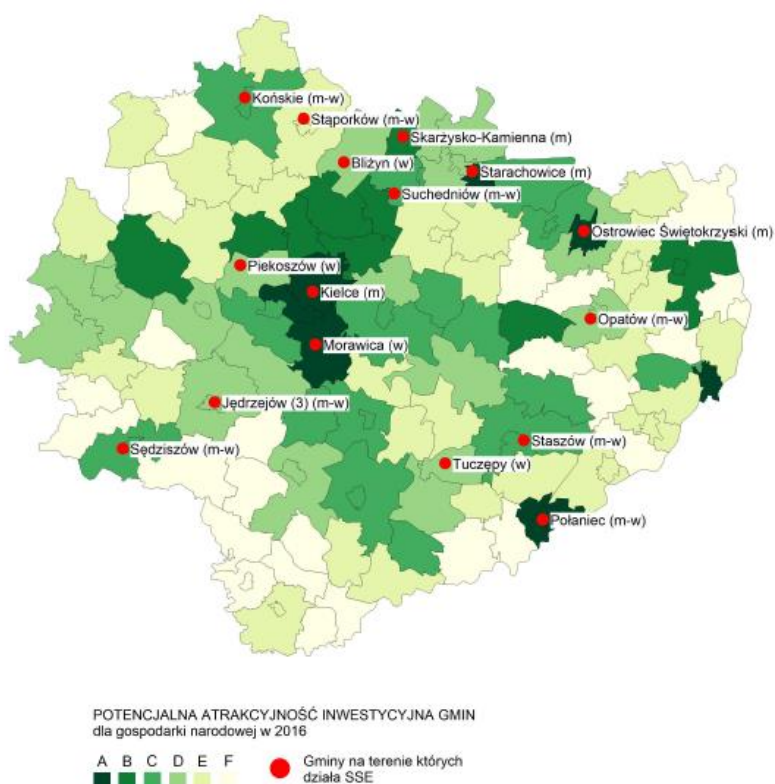 Końskie (m-w)
Stąporków (m-w)
Skarżysko-Kamienna (m)
Bliżyn (w)
Starachowice (m)
Suchedniów (m-w)
Ostrowiec Świętokrzyski (m)
Piekoszów (w)
Kielce (m)
Opatów (m-w)
Morawica (w)
Jędrzejów (3) (m-w)
Staszów (m-w)
Sędziszów (m-w)
Tuczępy (w)
Połaniec (m-w)
POTENCJALNA ATRAKCYJNOŚĆ INWESTYCYJNA GMIN
dla gospodarki narodowej w 2016
A B C D E F
Gminy na terenie których
działa SSE